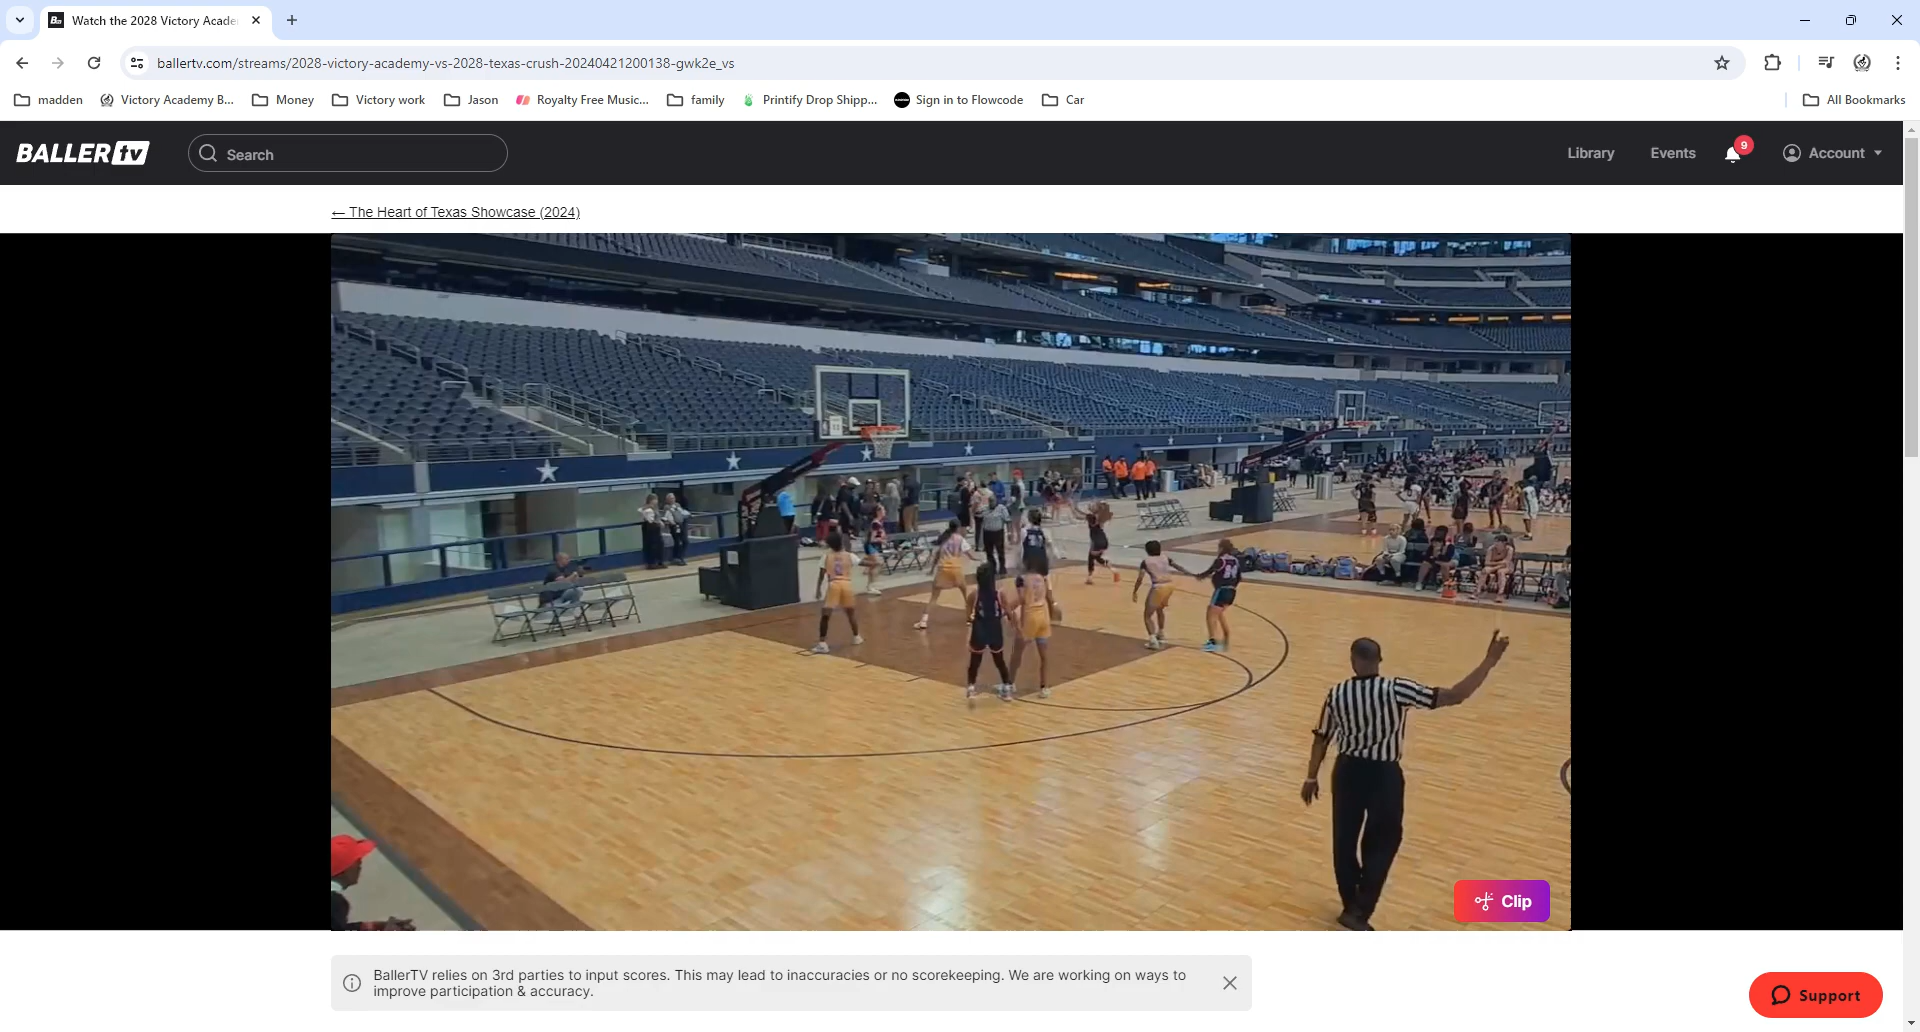 Watch the 2028 Victory Acade
ballertv.com/streams/2028-victory-academy-vs-2028-texas-crush-20240421200138-gwk2e_vs
madden
Victory Academy B...
Money
Victory work
Jason
Royalty Free Music...
family
Printify Drop Shipp...
Sign in to Flowcode
Car
All Bookmarks
BALLER tv
Search
Library
Events
9
Account
← The Heart of Texas Showcase (2024)
Clip
BallerTV relies on 3rd parties to input scores. This may lead to inaccuracies or no scorekeeping. We are working on ways to
improve participation & accuracy.
Support